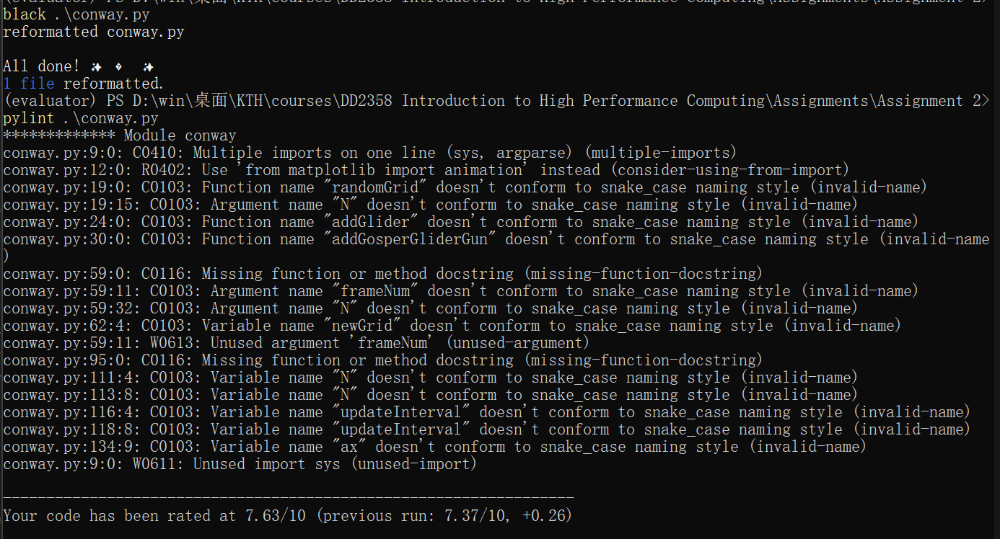 (evaluator) PS D:\win\桌面\KTH\courses\DD2358 Introduction to High Performance Computing\Assignments\Assignment 2>
black .\conway.py
reformatted conway.py
All done! ✨ � ✨
1 file reformatted.
(evaluator) PS D:\win\桌面\KTH\courses\DD2358 Introduction to High Performance Computing\Assignments\Assignment 2>
pylint .\conway.py
************* Module conway
conway.py:9:0: C0410: Multiple imports on one line (sys, argparse) (multiple-imports)
conway.py:12:0: R0402: Use 'from matplotlib import animation' instead (consider-using-from-import)
conway.py:19:0: C0103: Function name "randomGrid" doesn't conform to snake_case naming style (invalid-name)
conway.py:19:15: C0103: Argument name "N" doesn't conform to snake_case naming style (invalid-name)
conway.py:24:0: C0103: Function name "addGlider" doesn't conform to snake_case naming style (invalid-name)
conway.py:30:0: C0103: Function name "addGosperGliderGun" doesn't conform to snake_case naming style (invalid-name
)
conway.py:59:0: C0116: Missing function or method docstring (missing-function-docstring)
conway.py:59:11: C0103: Argument name "frameNum" doesn't conform to snake_case naming style (invalid-name)
conway.py:59:32: C0103: Argument name "N" doesn't conform to snake_case naming style (invalid-name)
conway.py:62:4: C0103: Variable name "newGrid" doesn't conform to snake_case naming style (invalid-name)
conway.py:59:11: W0613: Unused argument 'frameNum' (unused-argument)
conway.py:95:0: C0116: Missing function or method docstring (missing-function-docstring)
conway.py:111:4: C0103: Variable name "N" doesn't conform to snake_case naming style (invalid-name)
conway.py:113:8: C0103: Variable name "N" doesn't conform to snake_case naming style (invalid-name)
conway.py:116:4: C0103: Variable name "updateInterval" doesn't conform to snake_case naming style (invalid-name)
conway.py:118:8: C0103: Variable name "updateInterval" doesn't conform to snake_case naming style (invalid-name)
conway.py:134:9: C0103: Variable name "ax" doesn't conform to snake_case naming style (invalid-name)
conway.py:9:0: W0611: Unused import sys (unused-import)
------------------------------------------------------------------
Your code has been rated at 7.63/10 (previous run: 7.37/10, +0.26)